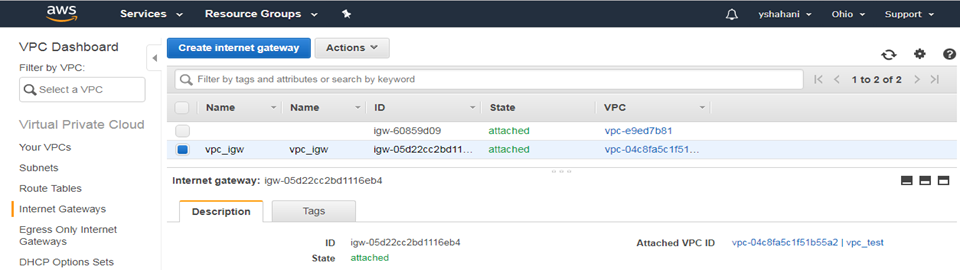 aws Services Resource Groups yshahani Ohio Support
VPC Dashboard
Filter by VPC:
Select a VPC
Virtual Private Cloud
Your VPCs
Subnets
Route Tables
Internet Gateways
Egress Only Internet
Gateways
DHCP Options Sets
Create internet gateway Actions
Filter by tags and attributes or search by keyword
1 to 2 of 2
Name Name ID State VPC
igw-60859d09 attached vpc-e9ed7b81
vpc_igw vpc_igw igw-05d22cc2bd11... attached vpc-04c8fa5c1f51...
Internet gateway: igw-05d22cc2bd1116eb4
Description Tags
ID igw-05d22cc2bd1116eb4 Attached VPC ID vpc-04c8fa5c1f51b55a2 | vpc_test
State attached